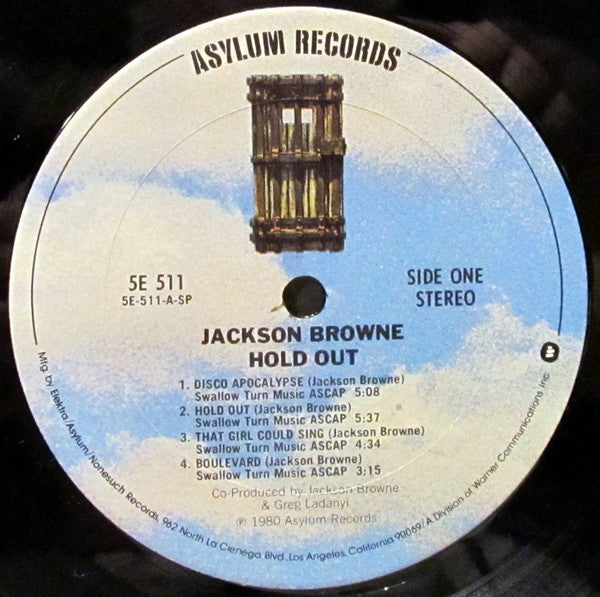 ASYLUM RECORDS
5E 511
5E-511-A-SP
SIDE ONE
STEREO
JACKSON BROWNE
HOLD OUT
1. DISCO APOCALYPSE (Jackson Browne)
Swallow Turn Music ASCAP 5:08
2. HOLD OUT (Jackson Browne)
Swallow Turn Music ASCAP 5:37
3. THAT GIRL COULD SING (Jackson Browne)
Swallow Turn Music ASCAP 4:34
4. BOULEVARD (Jackson Browne)
Swallow Turn Music ASCAP 3:15
Co-Produced by Jackson Browne
& Greg Ladanyi
℗ 1980 Asylum Records
Mfg. by Elektra/Asylum/Nonesuch Records, 962 North La Cienega Blvd., Los Angeles, California 90069/A Division of Warner Communications Inc.